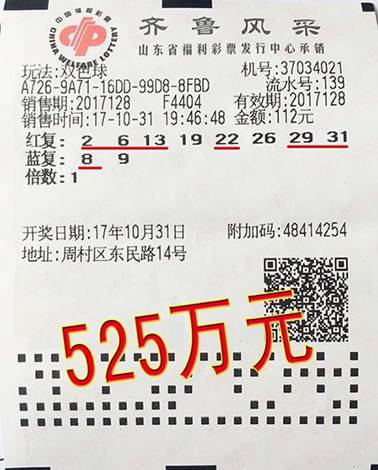 中国福利彩票
CHINA WELFARE LOTTERY
齐鲁风采
山东省福利彩票发行中心承销
玩法:双色球 机号:37034021
A726-9A71-16DD-99D8-8FBD 流水号:139
销售期:2017128 F4404 有效期:2017128
销售时间:17-10-31 19:46:48 金额:112元
红复: 2 6 13 19 22 26 29 31
蓝复: 8 9
倍数:1
开奖日期:17年10月31日 附加码:48414254
地址:周村区东民路14号
525万元